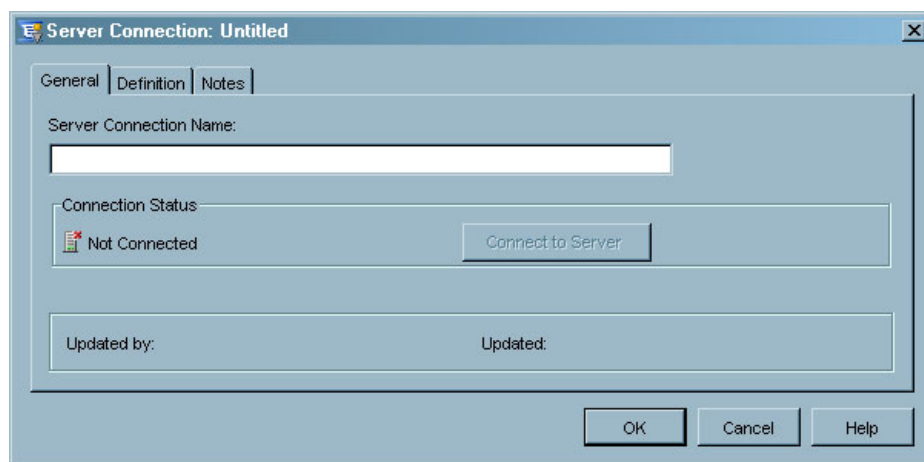 Server Connection: Untitled
General Definition Notes
Server Connection Name:
Connection Status
Not Connected Connect to Server
Updated by: Updated:
OK Cancel Help